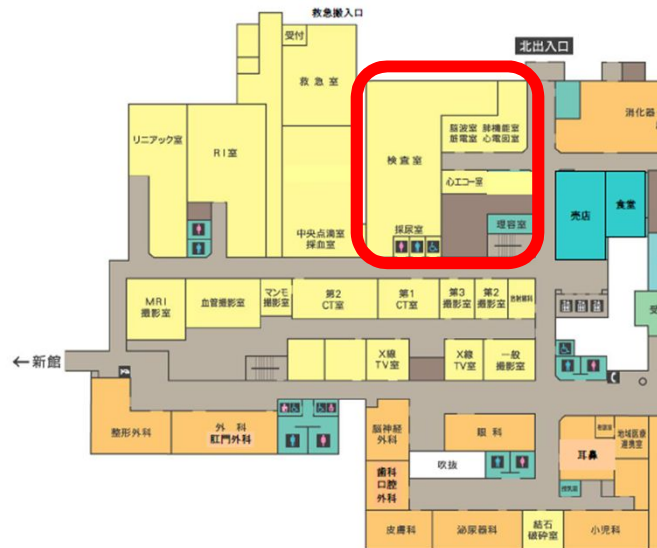 救急搬入口
受付
北出入口
救急室
消化器
リニアック室
RI室
検査室
脳波室 肺機能室
筋電室 心電図室
心エコー室
中央点滴室
採血室
採尿室
理容室
売店
食堂
MRI
撮影室
血管撮影室
マンモ
撮影室
第2
CT室
第1
CT室
第3
撮影室
第2
撮影室
受
←新館
X線
TV室
X線
TV室
一般
撮影室
整形外科
外科
肛門外科
脳神経
外科
眼科
耳鼻
地域医療
連携室
歯科
口腔
外科
吹抜
皮膚科
泌尿器科
結石
破砕室
小児科